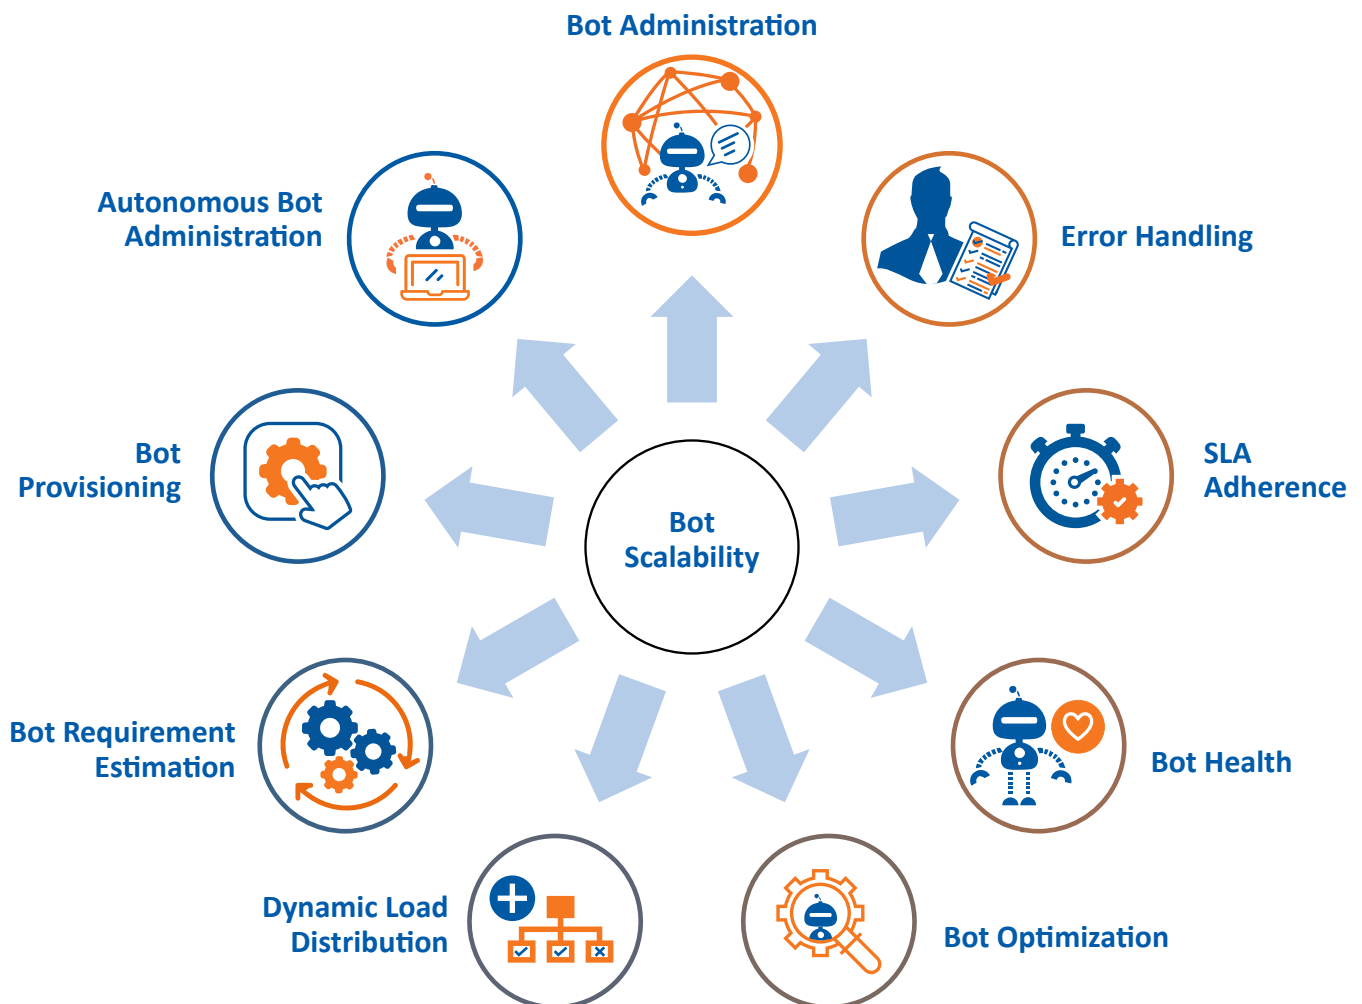 Bot Administration
Autonomous Bot
Administration
Error Handling
Bot
Provisioning
SLA
Adherence
Bot
Scalability
Bot Requirement
Estimation
Bot Health
Dynamic Load
Distribution
Bot Optimization